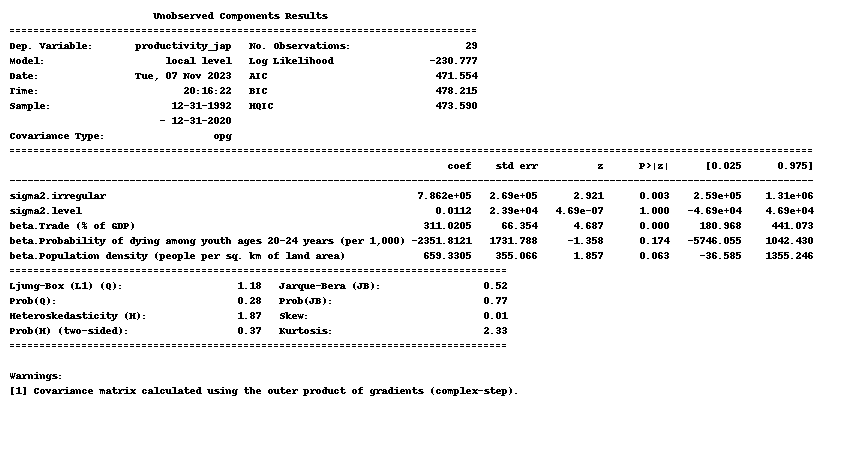 Unobserved Components Results
==============================================================================
Dep. Variable: productivity_jap No. Observations: 29
Model: local level Log Likelihood -230.777
Date: Tue, 07 Nov 2023 AIC 471.554
Time: 20:16:22 BIC 478.215
Sample: 12-31-1992 HQIC 473.590
- 12-31-2020
Covariance Type: opg
==============================================================================
coef std err z P>|z| [0.025 0.975]
------------------------------------------------------------------------------
sigma2.irregular 7.862e+05 2.69e+05 2.921 0.003 2.59e+05 1.31e+06
sigma2.level 0.0112 2.39e+04 4.69e-07 1.000 -4.69e+04 4.69e+04
beta.Trade (% of GDP) 311.0205 66.354 4.687 0.000 180.968 441.073
beta.Probability of dying among youth ages 20-24 years (per 1,000) -2351.8121 1731.788 -1.358 0.174 -5746.055 1042.430
beta.Population density (people per sq. km of land area) 659.3305 355.066 1.857 0.063 -36.585 1355.246
==============================================================================
Ljung-Box (L1) (Q): 1.18 Jarque-Bera (JB): 0.52
Prob(Q): 0.28 Prob(JB): 0.77
Heteroskedasticity (H): 1.87 Skew: 0.01
Prob(H) (two-sided): 0.37 Kurtosis: 2.33
==============================================================================
Warnings:
[1] Covariance matrix calculated using the outer product of gradients (complex-step).